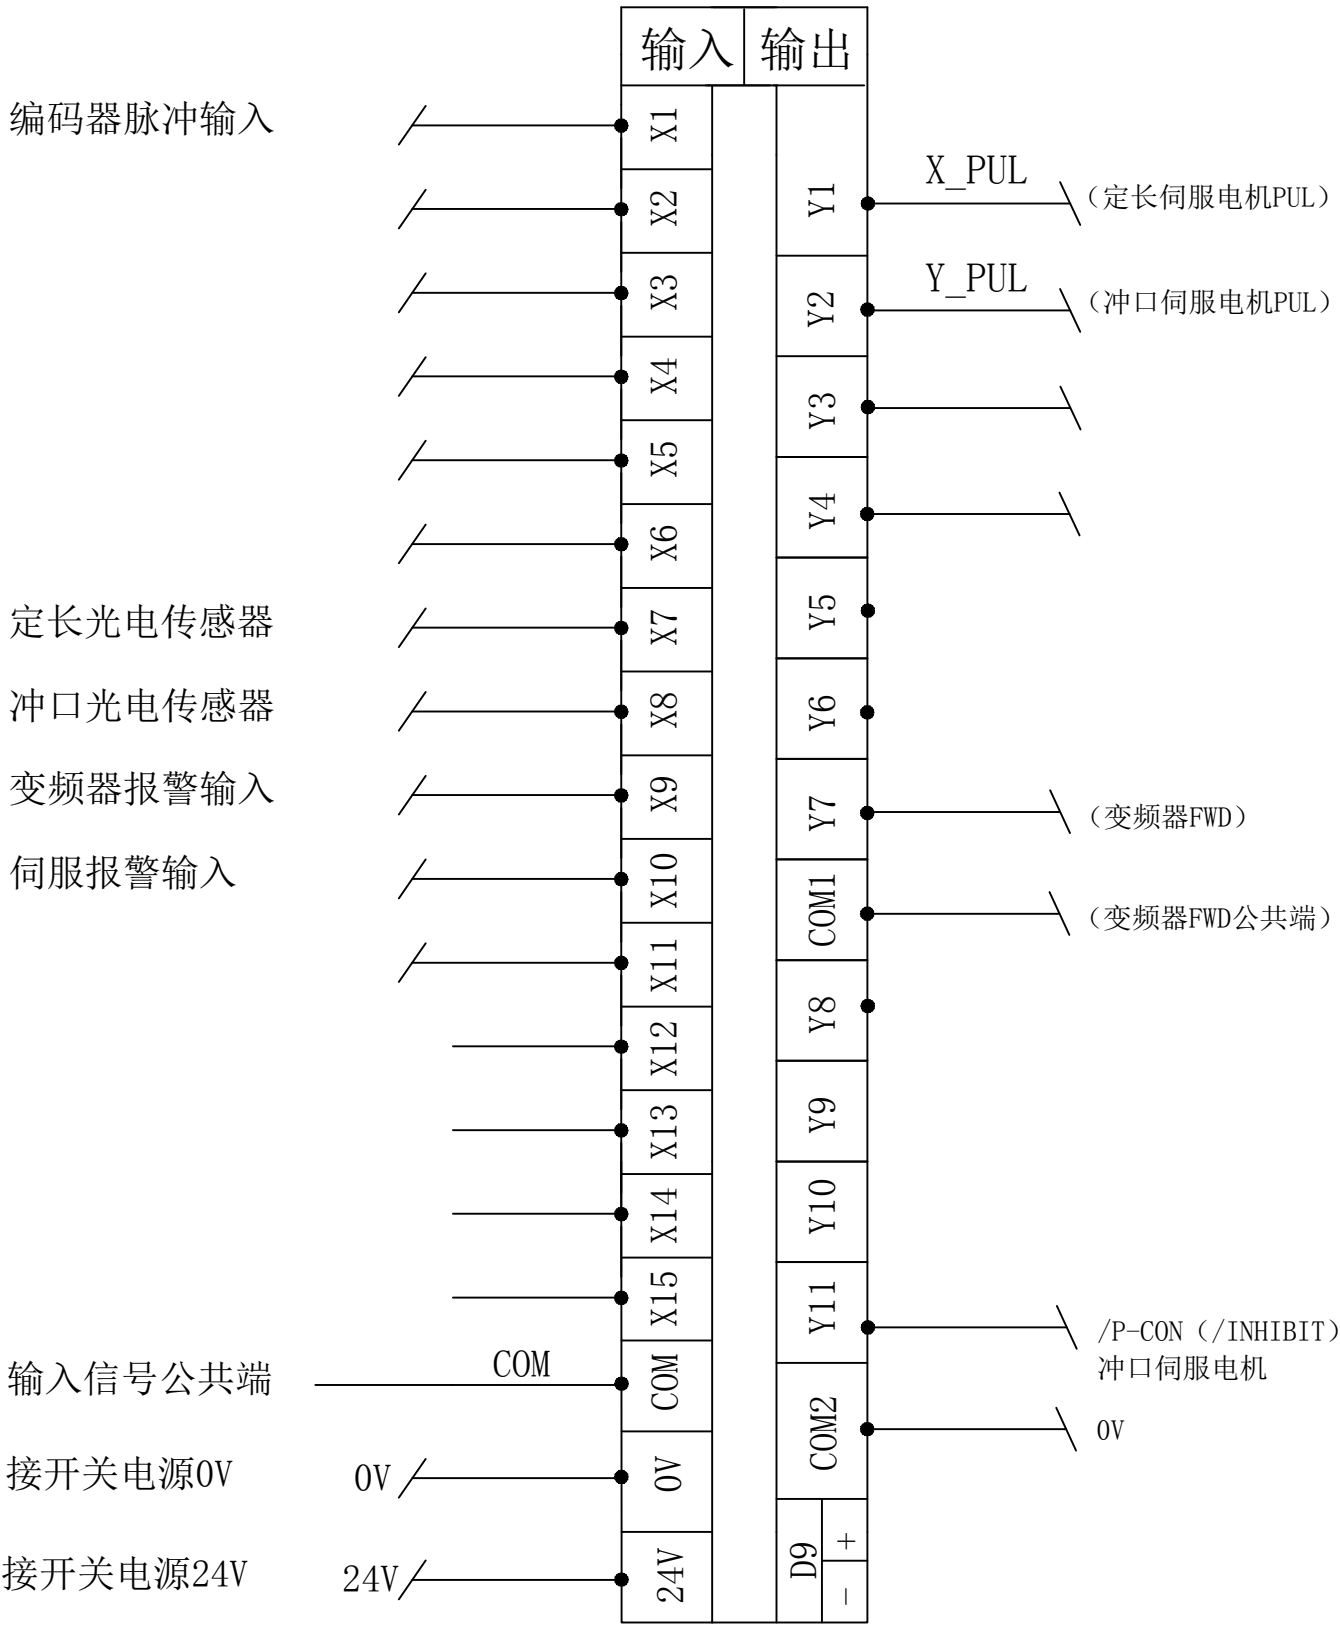 输入 输出
编码器脉冲输入
X1
X2
X3
X4
X5
X6
定长光电传感器
X7
冲口光电传感器
X8
变频器报警输入
X9
伺服报警输入
X10
X11
X12
X13
X14
X15
输入信号公共端
COM
COM
接开关电源0V
0V
0V
接开关电源24V
24V
24V
Y1
X_PUL
（定长伺服电机PUL）
Y2
Y_PUL
（冲口伺服电机PUL）
Y3
Y4
Y5
Y6
Y7
（变频器FWD）
COM1
（变频器FWD公共端）
Y8
Y9
Y10
Y11
/P-CON（/INHIBIT）
冲口伺服电机
COM2
0V
D9
+
-